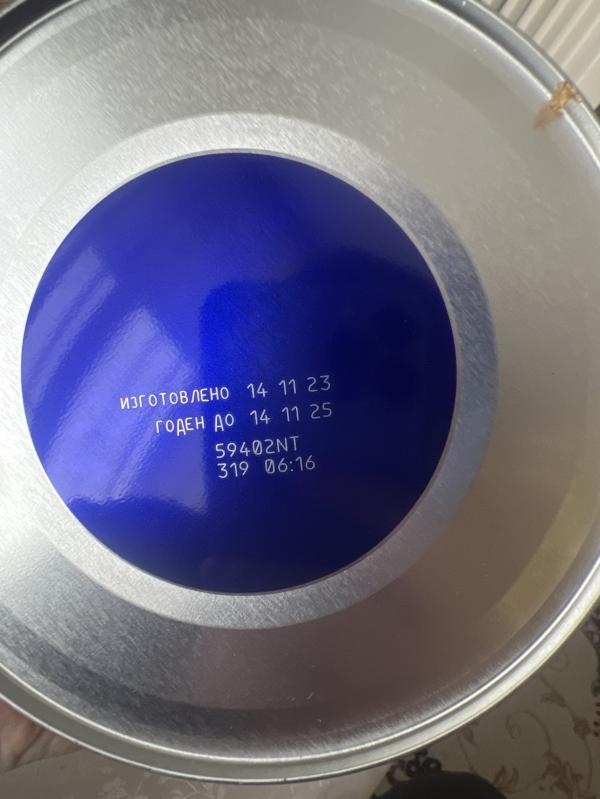 ИЗГОТОВЛЕНО 14 11 23
ГОДЕН ДО 14 11 25
59402NT
319 06:16